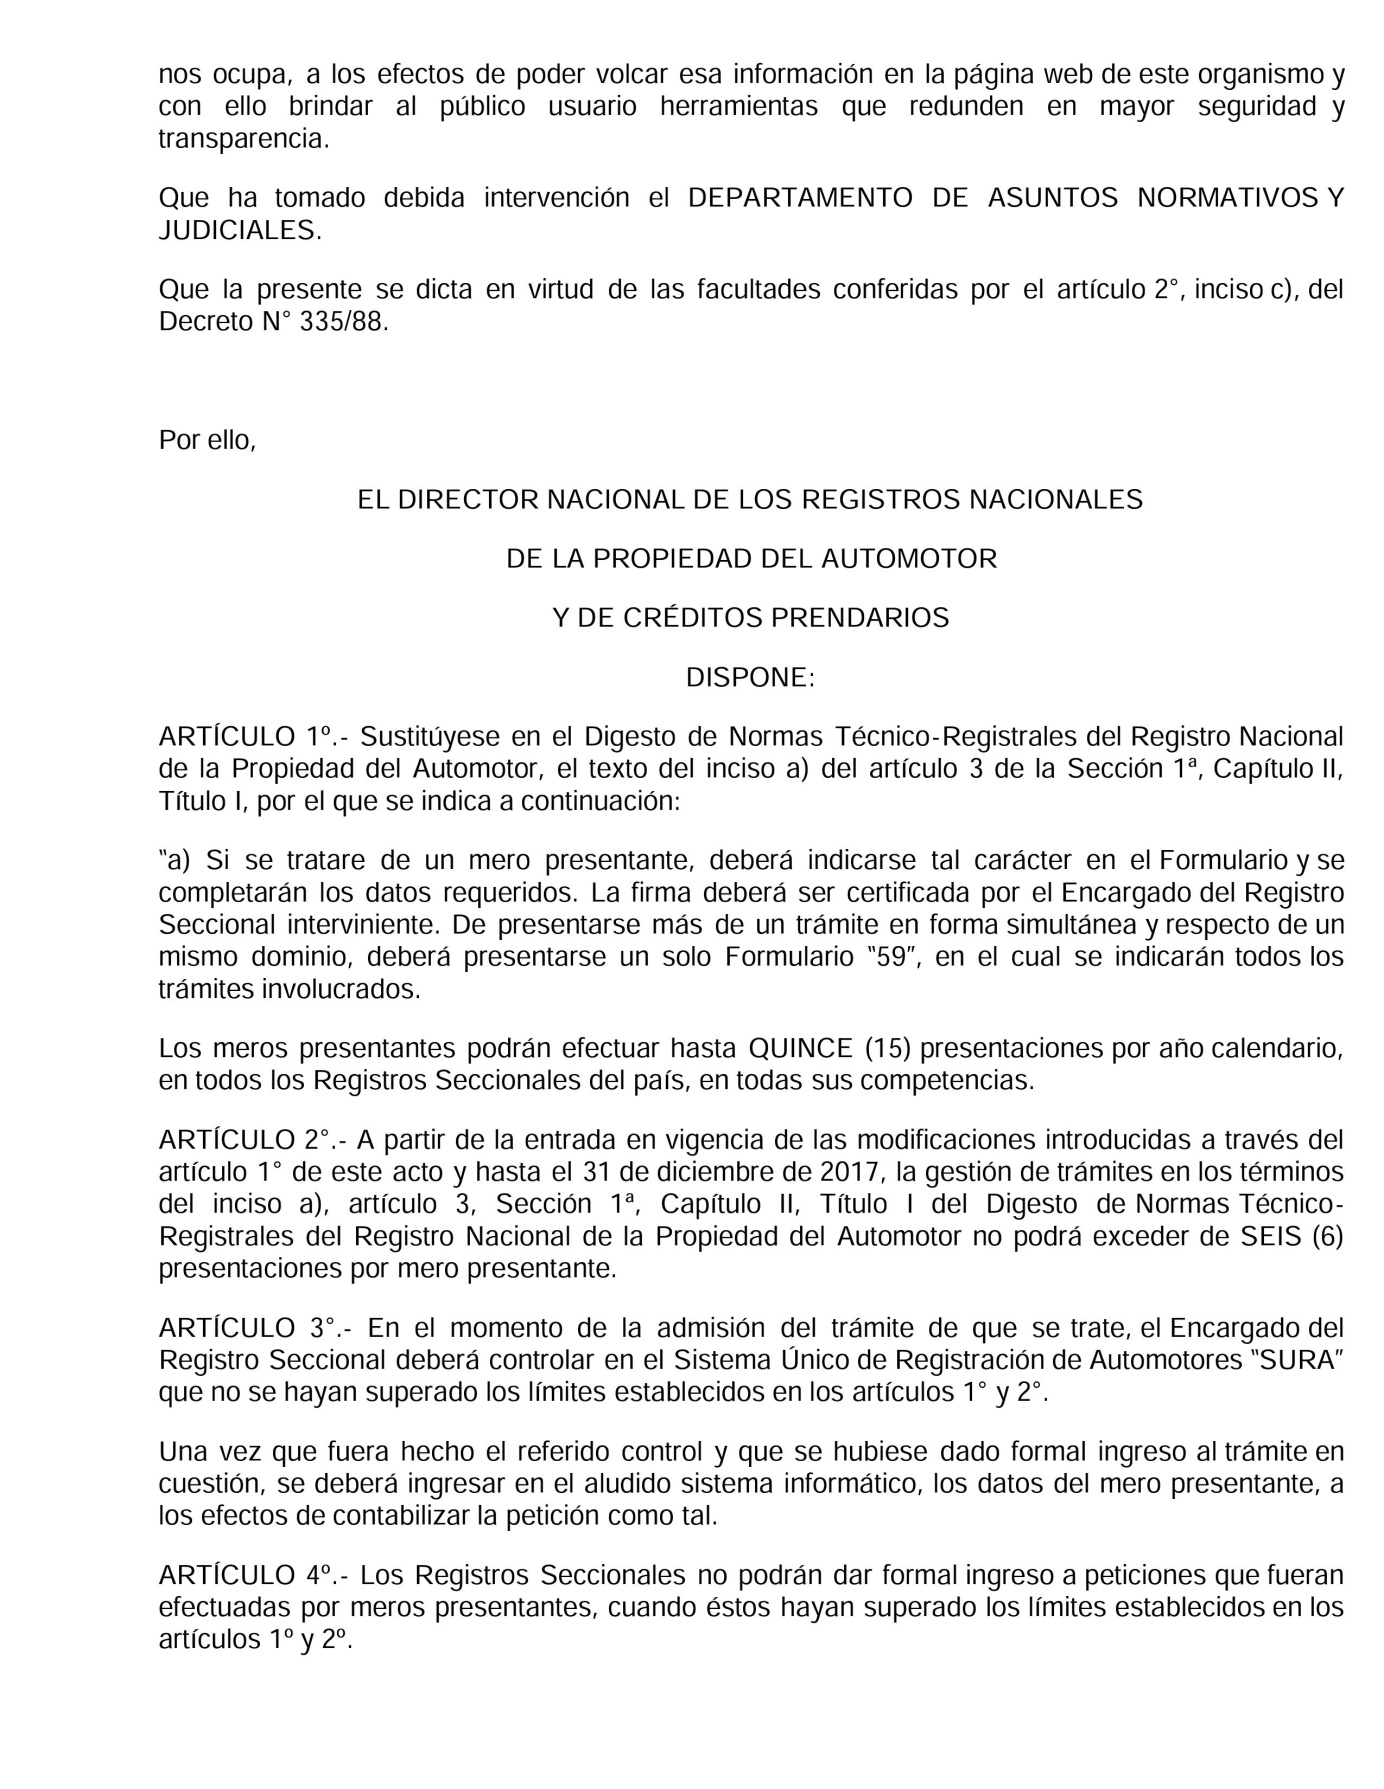 nos ocupa, a los efectos de poder volcar esa información en la página web de este organismo y
con ello brindar al público usuario herramientas que redunden en mayor seguridad y
transparencia.
Que ha tomado debida intervención el DEPARTAMENTO DE ASUNTOS NORMATIVOS Y
JUDICIALES.
Que la presente se dicta en virtud de las facultades conferidas por el artículo 2°, inciso c), del
Decreto N° 335/88.
Por ello,
EL DIRECTOR NACIONAL DE LOS REGISTROS NACIONALES
DE LA PROPIEDAD DEL AUTOMOTOR
Y DE CRÉDITOS PRENDARIOS
DISPONE:
ARTÍCULO 1º.- Sustitúyese en el Digesto de Normas Técnico-Registrales del Registro Nacional
de la Propiedad del Automotor, el texto del inciso a) del artículo 3 de la Sección 1ª, Capítulo II,
Título I, por el que se indica a continuación:
“a) Si se tratare de un mero presentante, deberá indicarse tal carácter en el Formulario y se
completarán los datos requeridos. La firma deberá ser certificada por el Encargado del Registro
Seccional interviniente. De presentarse más de un trámite en forma simultánea y respecto de un
mismo dominio, deberá presentarse un solo Formulario “59”, en el cual se indicarán todos los
trámites involucrados.
Los meros presentantes podrán efectuar hasta QUINCE (15) presentaciones por año calendario,
en todos los Registros Seccionales del país, en todas sus competencias.
ARTÍCULO 2°.- A partir de la entrada en vigencia de las modificaciones introducidas a través del
artículo 1° de este acto y hasta el 31 de diciembre de 2017, la gestión de trámites en los términos
del inciso a), artículo 3, Sección 1ª, Capítulo II, Título I del Digesto de Normas Técnico-
Registrales del Registro Nacional de la Propiedad del Automotor no podrá exceder de SEIS (6)
presentaciones por mero presentante.
ARTÍCULO 3°.- En el momento de la admisión del trámite de que se trate, el Encargado del
Registro Seccional deberá controlar en el Sistema Único de Registración de Automotores “SURA”
que no se hayan superado los límites establecidos en los artículos 1° y 2°.
Una vez que fuera hecho el referido control y que se hubiese dado formal ingreso al trámite en
cuestión, se deberá ingresar en el aludido sistema informático, los datos del mero presentante, a
los efectos de contabilizar la petición como tal.
ARTÍCULO 4º.- Los Registros Seccionales no podrán dar formal ingreso a peticiones que fueran
efectuadas por meros presentantes, cuando éstos hayan superado los límites establecidos en los
artículos 1º y 2º.